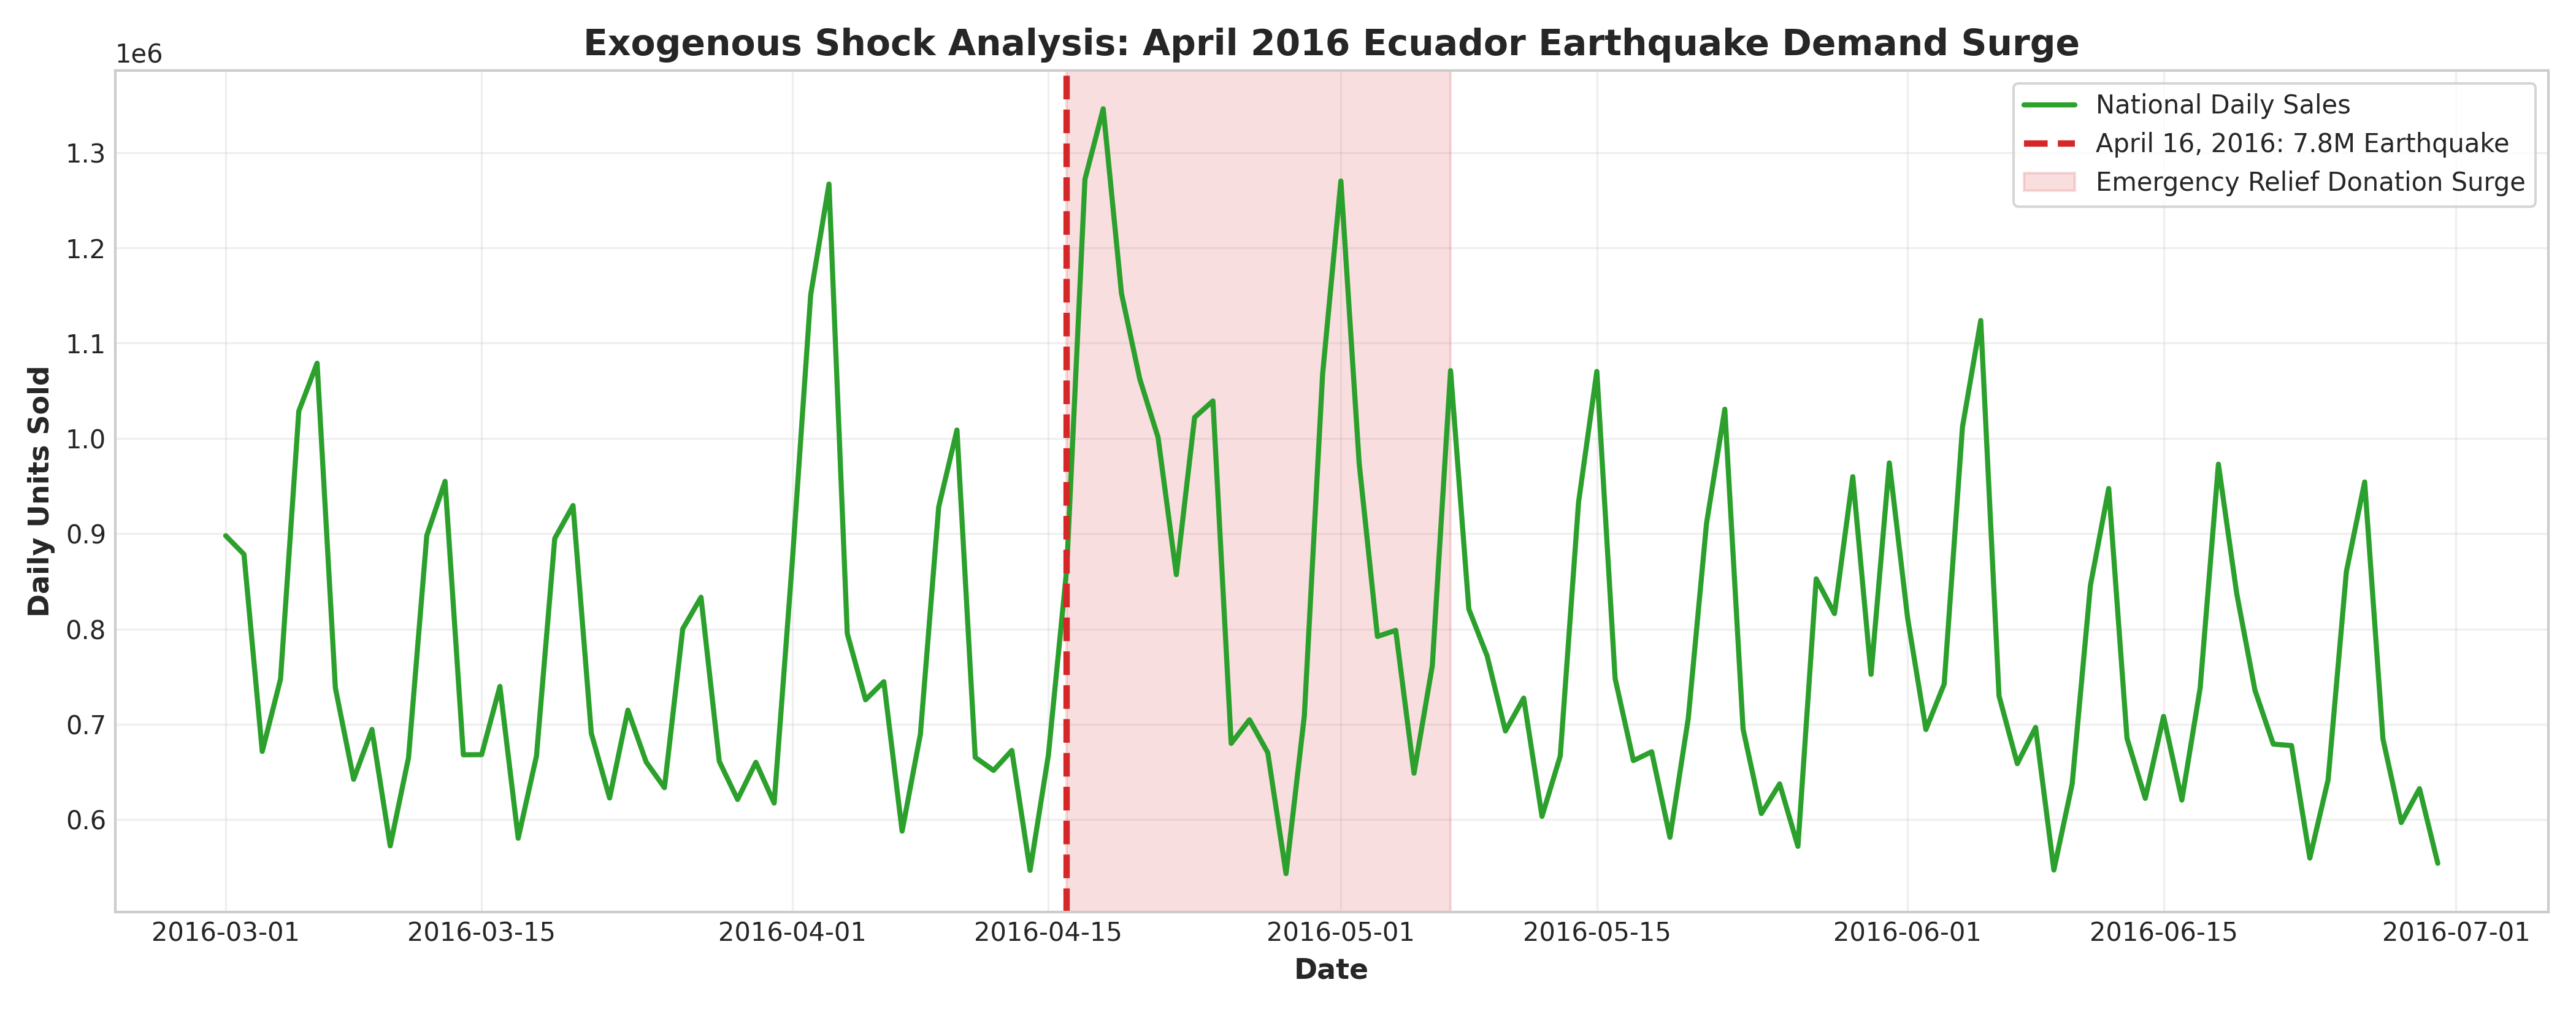 Exogenous Shock Analysis: April 2016 Ecuador Earthquake Demand Surge
1e6
National Daily Sales
April 16, 2016: 7.8M Earthquake
Emergency Relief Donation Surge
1.3
1.2
1.1
1.0
0.9
0.8
0.7
0.6
Daily Units Sold
2016-03-01 2016-03-15 2016-04-01 2016-04-15 2016-05-01 2016-05-15 2016-06-01 2016-06-15 2016-07-01
Date